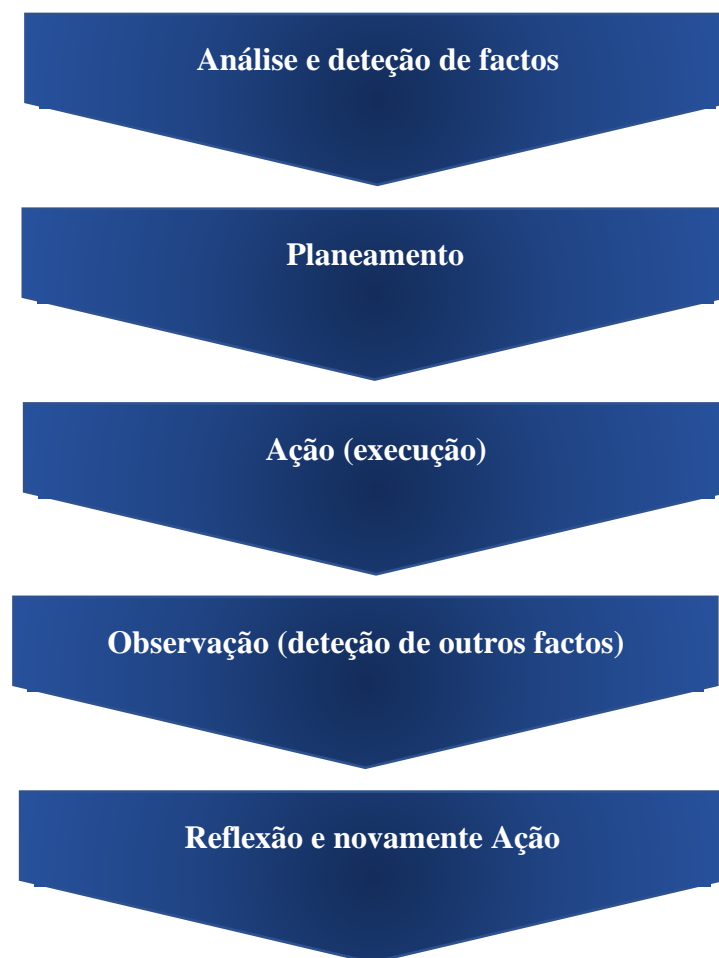 Análise e deteção de factos
Planeamento
Ação (execução)
Observação (deteção de outros factos)
Reflexão e novamente Ação